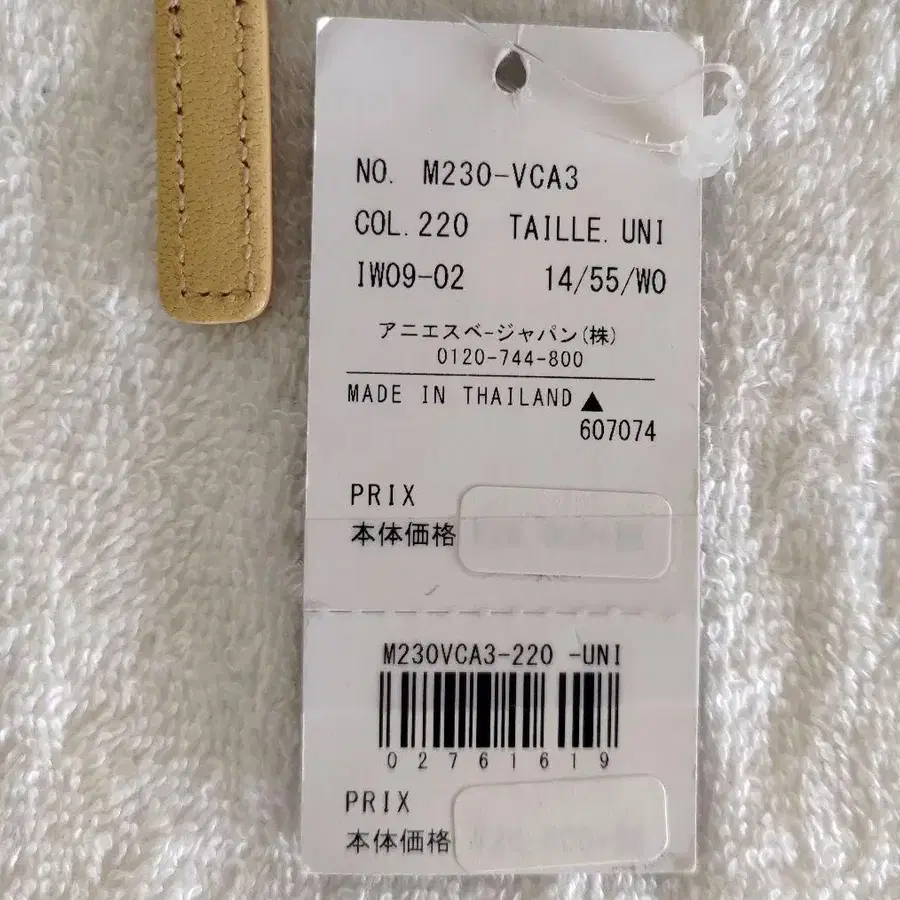 NO. M230-VCA3
COL.220 TAILLE.UNI
IW09-02 14/55/WO
アニエスベージャパン(株)
0120-744-800
MADE IN THAILAND▲
607074
PRIX
本体価格
M230VCA3-220 -UNI
02761619
PRIX
本体価格